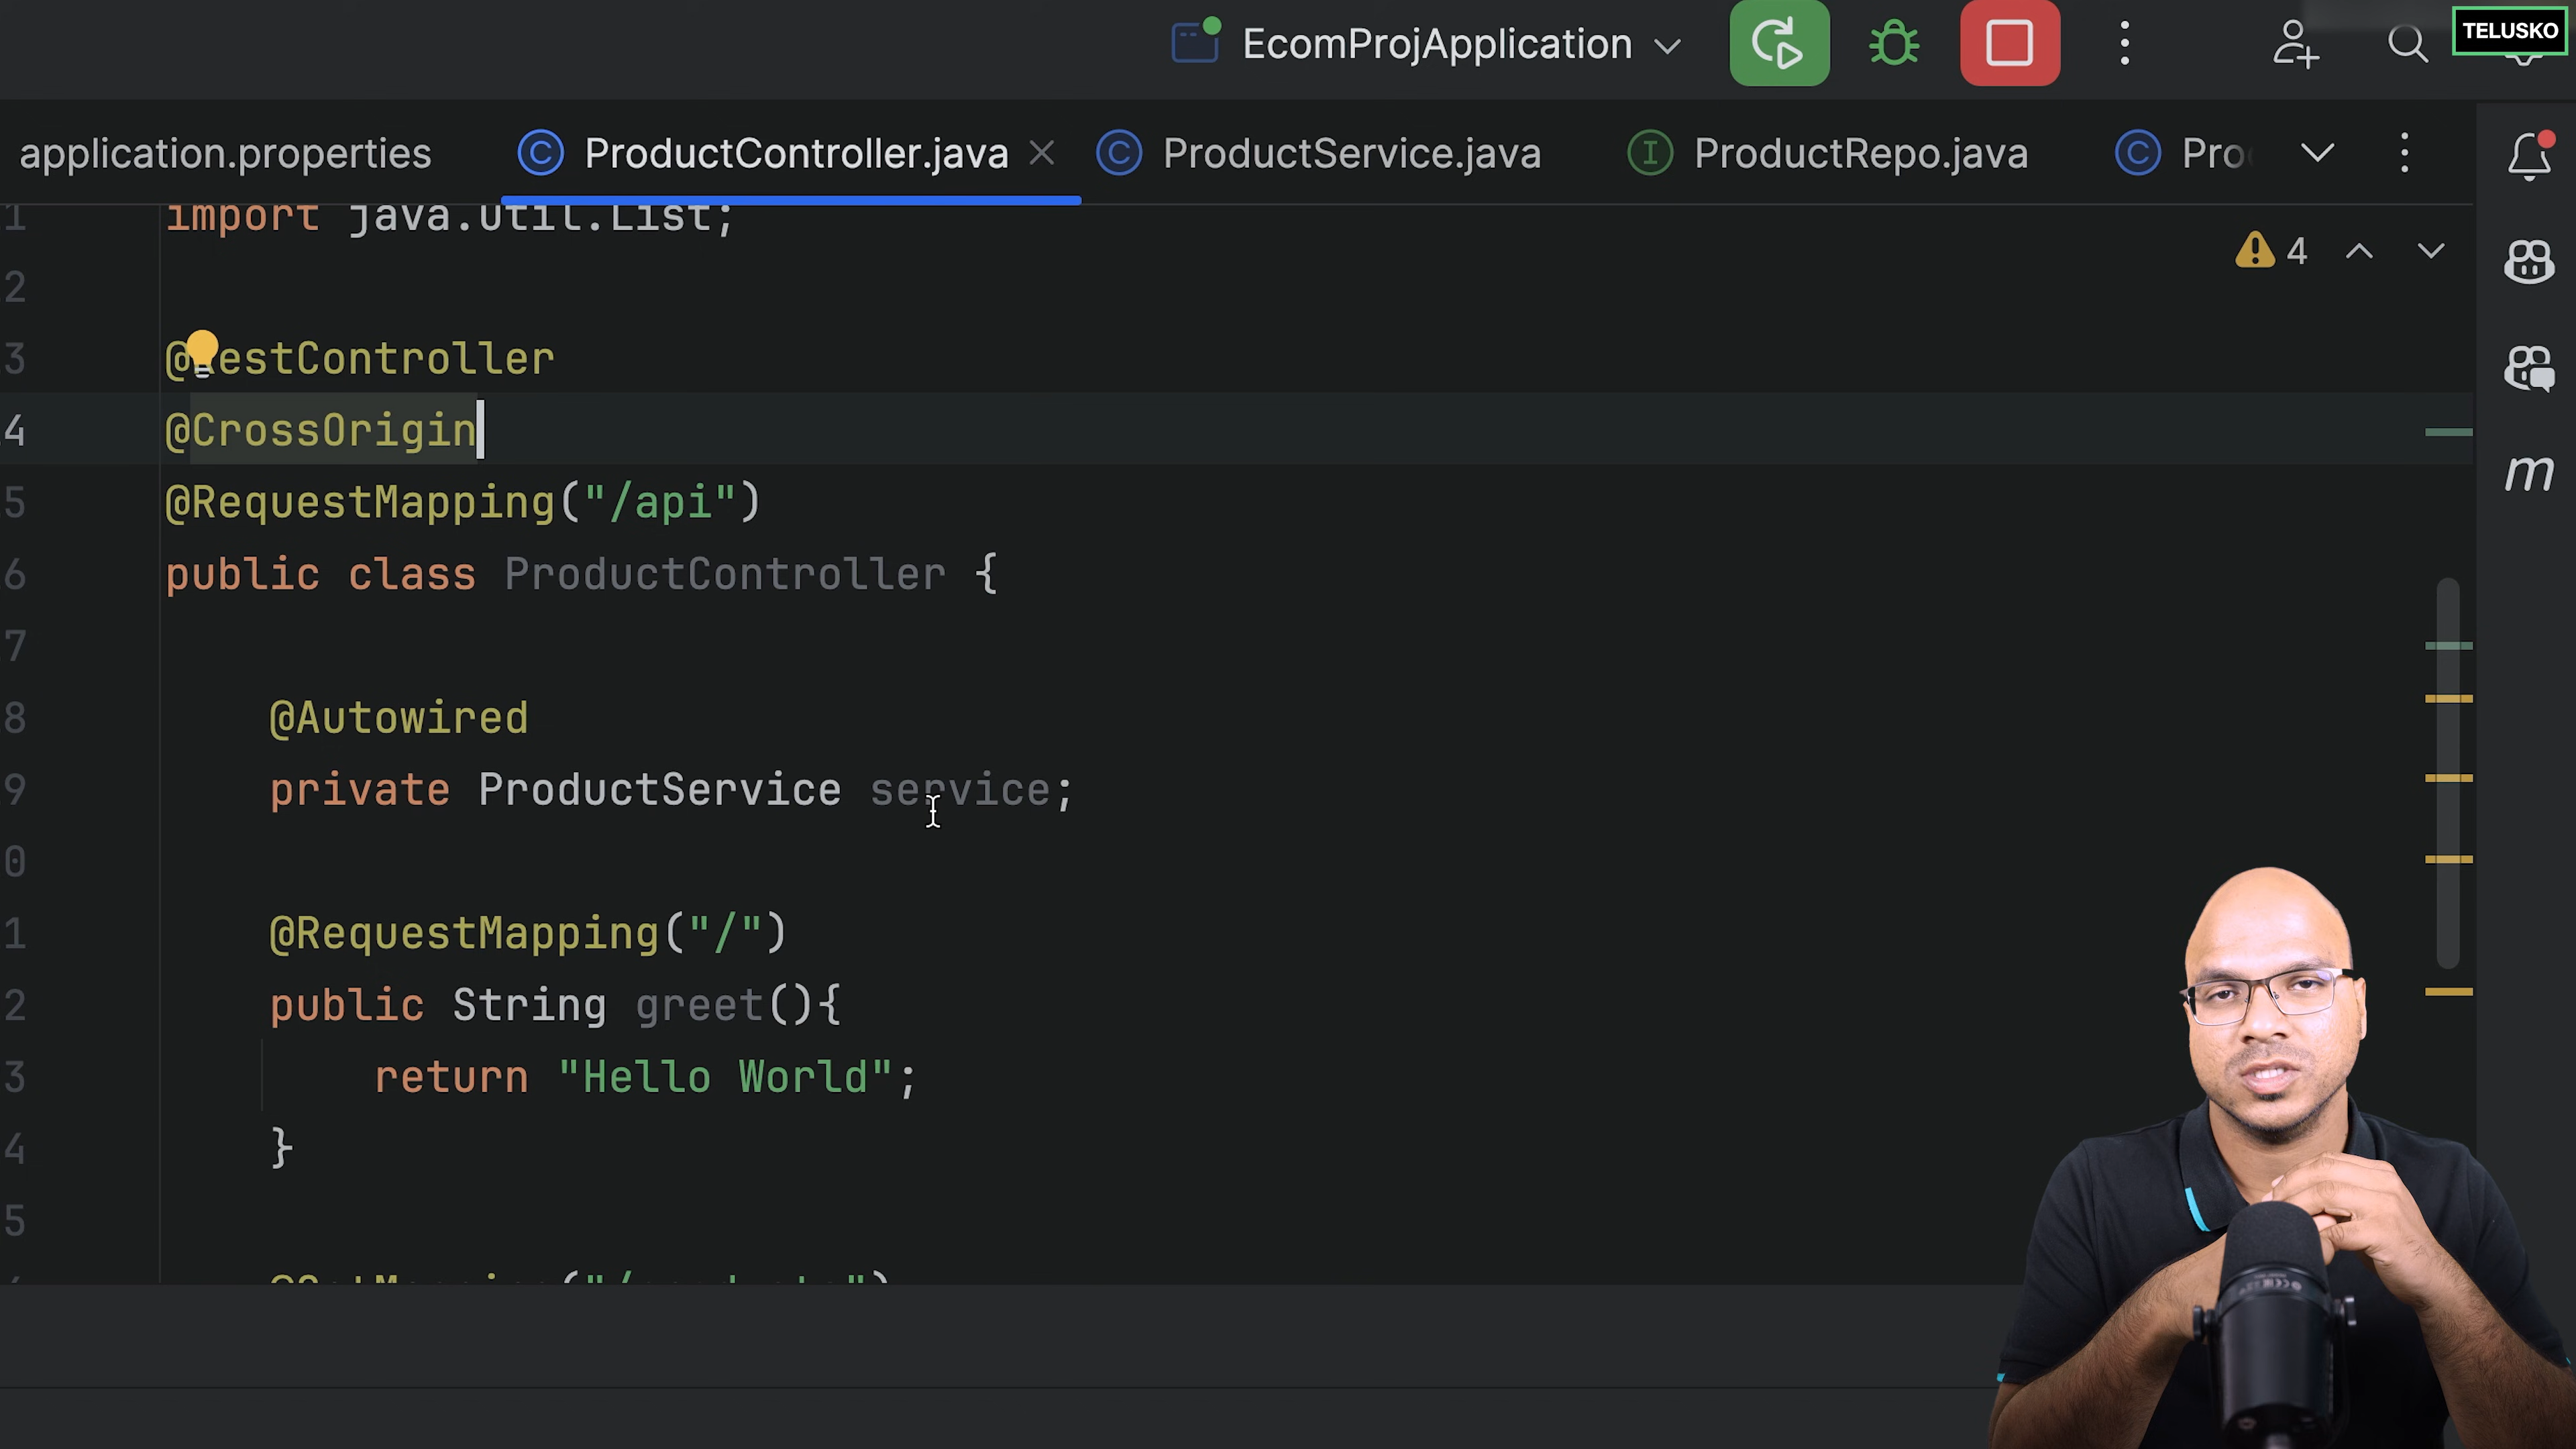 EcomProjApplication
TELUSKO
application.properties
ProductController.java
ProductService.java
ProductRepo.java
Pro
1 import java.util.List;
2
3 @RestController
4 @CrossOrigin
5 @RequestMapping("/api")
6 public class ProductController {
7
8 @Autowired
9 private ProductService service;
0
1 @RequestMapping("/")
2 public String greet(){
3 return "Hello World";
4 }
5
4
m